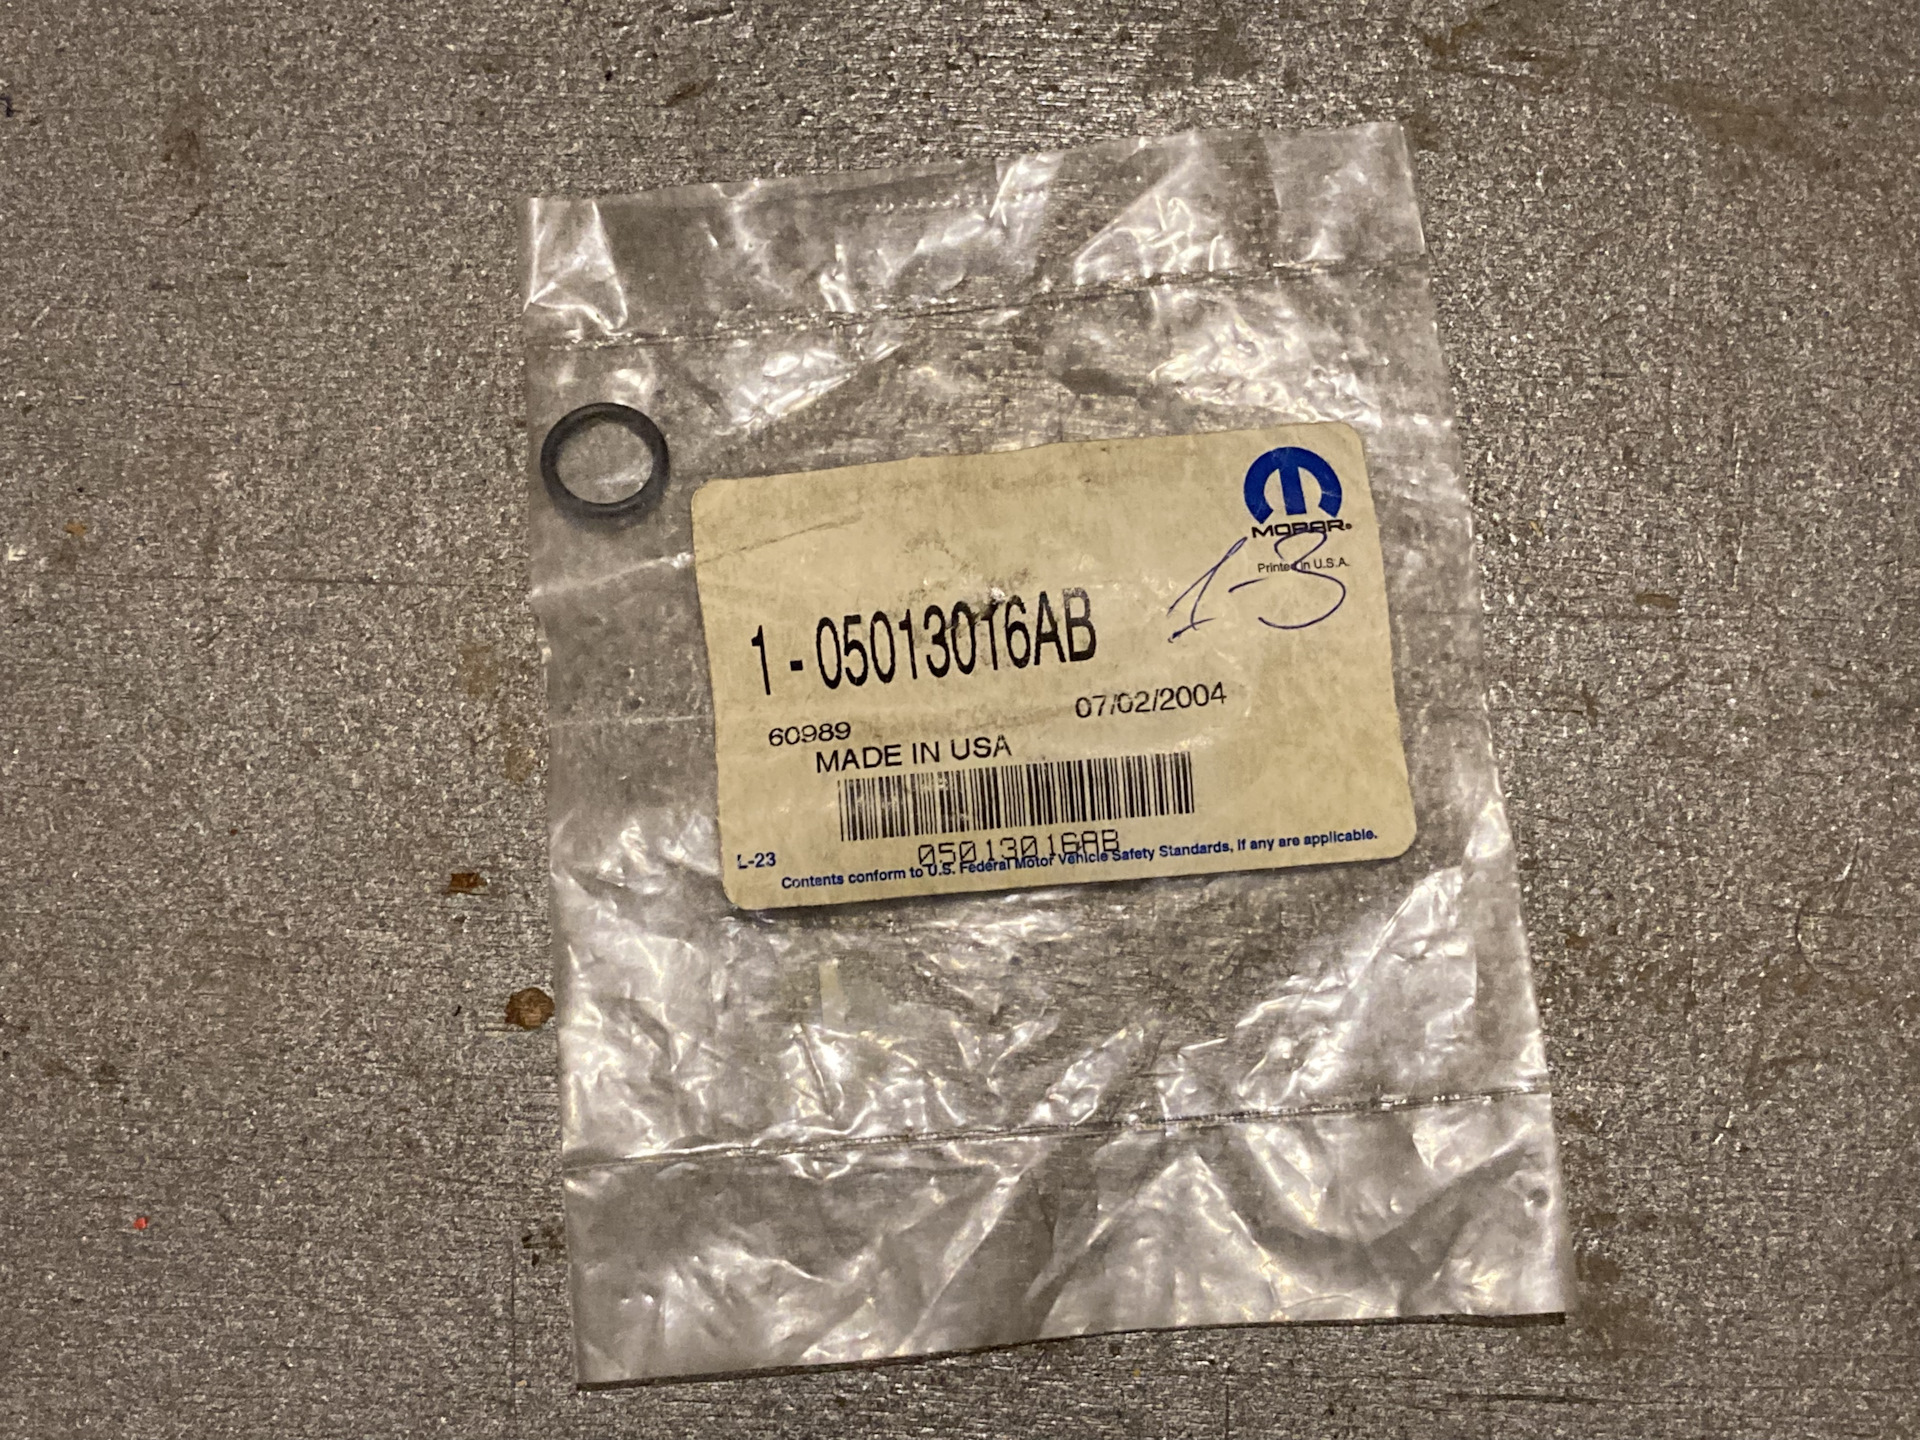 MOPAR®
Printed in U.S.A.
1-3
1 - 05013016AB
07/02/2004
60989
MADE IN USA
05013016AB
L-23
Contents conform to U.S. Federal Motor Vehicle Safety Standards, if any are applicable.